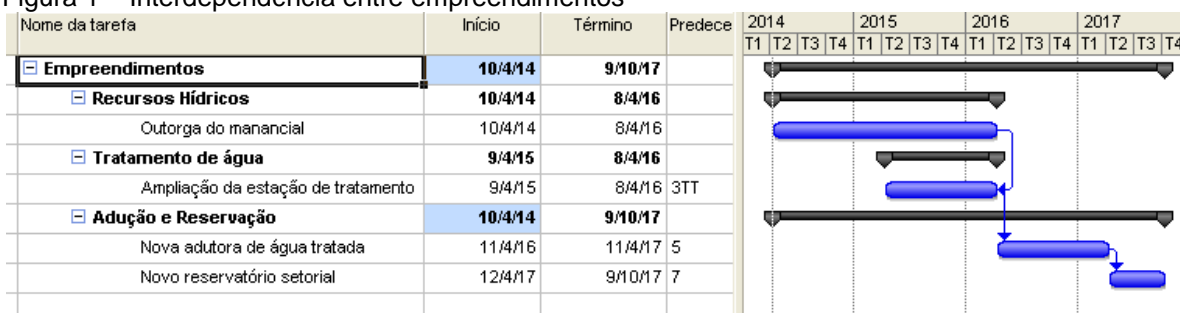 Figura 1 – Interdependência entre empreendimentos
Nome da tarefa Início Término Predece 2014 2015 2016 2017
T1 T2 T3 T4 T1 T2 T3 T4 T1 T2 T3 T4 T1 T2 T3 T4
Empreendimentos 10/4/14 9/10/17
Recursos Hídricos 10/4/14 8/4/16
Outorga do manancial 10/4/14 8/4/16
Tratamento de água 9/4/15 8/4/16
Ampliação da estação de tratamento 9/4/15 8/4/16 3TT
Adução e Reservação 10/4/14 9/10/17
Nova adutora de água tratada 11/4/16 11/4/17 5
Novo reservatório setorial 12/4/17 9/10/17 7